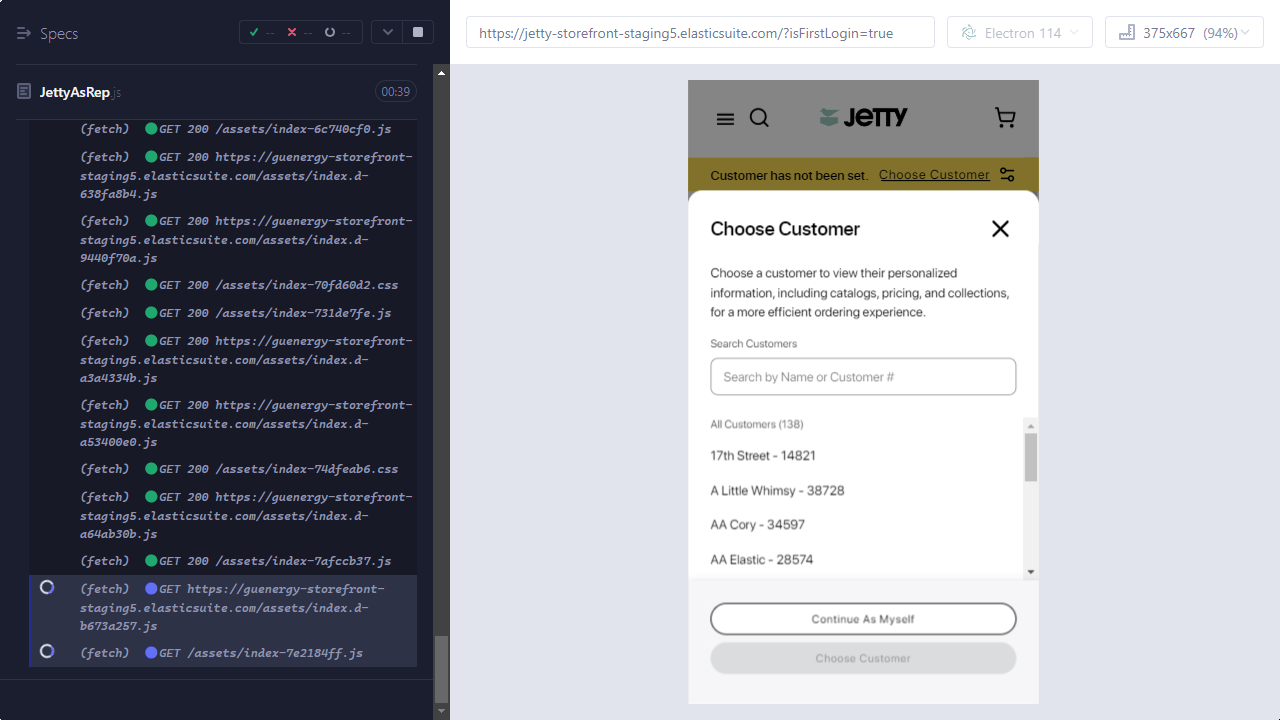 Specs
--
--
--
https://jetty-storefront-staging5.elasticsuite.com/?isFirstLogin=true
Electron 114
375x667 (94%)
JettyAsRep js
00:39
(fetch) GET 200 /assets/index-6c740cf0.js
(fetch) GET 200 https://guenergy-storefront-
staging5.elasticsuite.com/assets/index.d-
638fa8b4.js
(fetch) GET 200 https://guenergy-storefront-
staging5.elasticsuite.com/assets/index.d-
9440f70a.js
(fetch) GET 200 /assets/index-70fd60d2.css
(fetch) GET 200 /assets/index-731de7fe.js
(fetch) GET 200 https://guenergy-storefront-
staging5.elasticsuite.com/assets/index.d-
a3a4334b.js
(fetch) GET 200 https://guenergy-storefront-
staging5.elasticsuite.com/assets/index.d-
a53400e0.js
(fetch) GET 200 /assets/index-74dfeab6.css
(fetch) GET 200 https://guenergy-storefront-
staging5.elasticsuite.com/assets/index.d-
a64ab30b.js
(fetch) GET 200 /assets/index-7afccb37.js
(fetch) GET https://guenergy-storefront-
staging5.elasticsuite.com/assets/index.d-
b673a257.js
(fetch) GET /assets/index-7e2184ff.js
JETTY
Customer has not been set. Choose Customer
Choose Customer
Choose a customer to view their personalized
information, including catalogs, pricing, and collections,
for a more efficient ordering experience.
Search Customers
Search by Name or Customer #
All Customers (138)
17th Street - 14821
A Little Whimsy - 38728
AA Cory - 34597
AA Elastic - 28574
Continue As Myself
Choose Customer